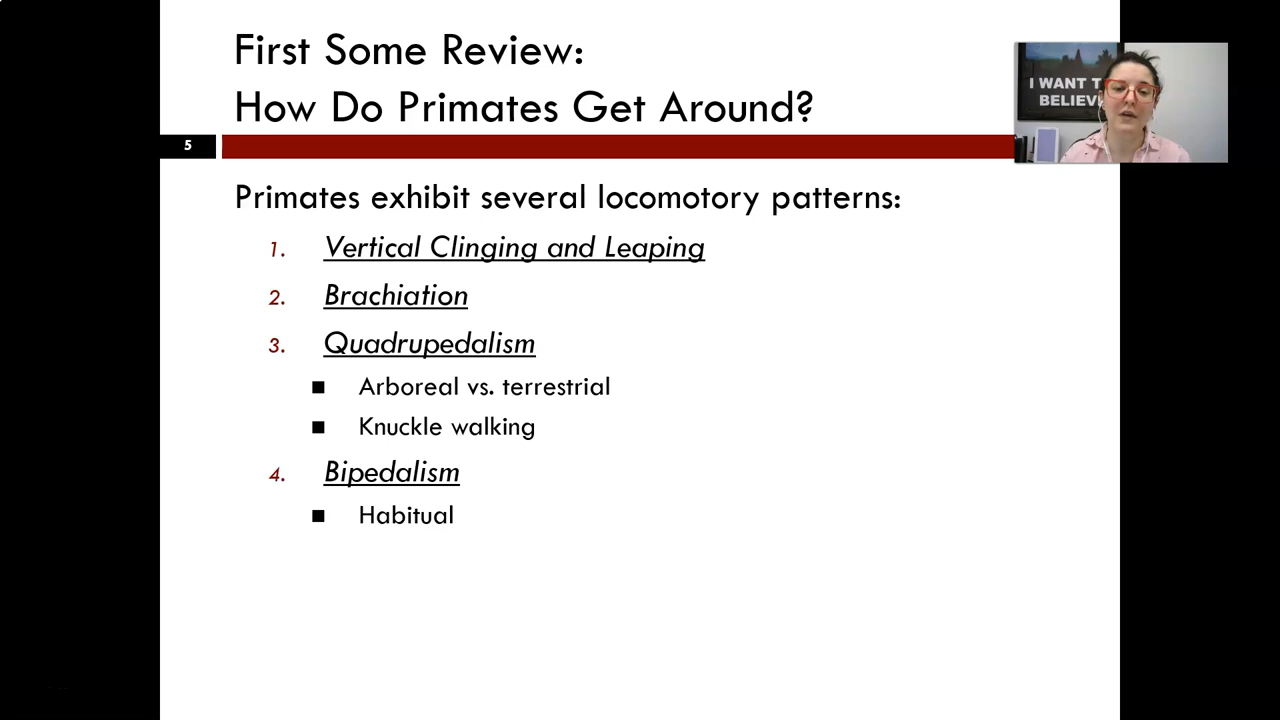 First Some Review:
How Do Primates Get Around?
5
I WANT T
BELIEV
Primates exhibit several locomotory patterns:
1. Vertical Clinging and Leaping
2. Brachiation
3. Quadrupedalism
■ Arboreal vs. terrestrial
■ Knuckle walking
4. Bipedalism
■ Habitual